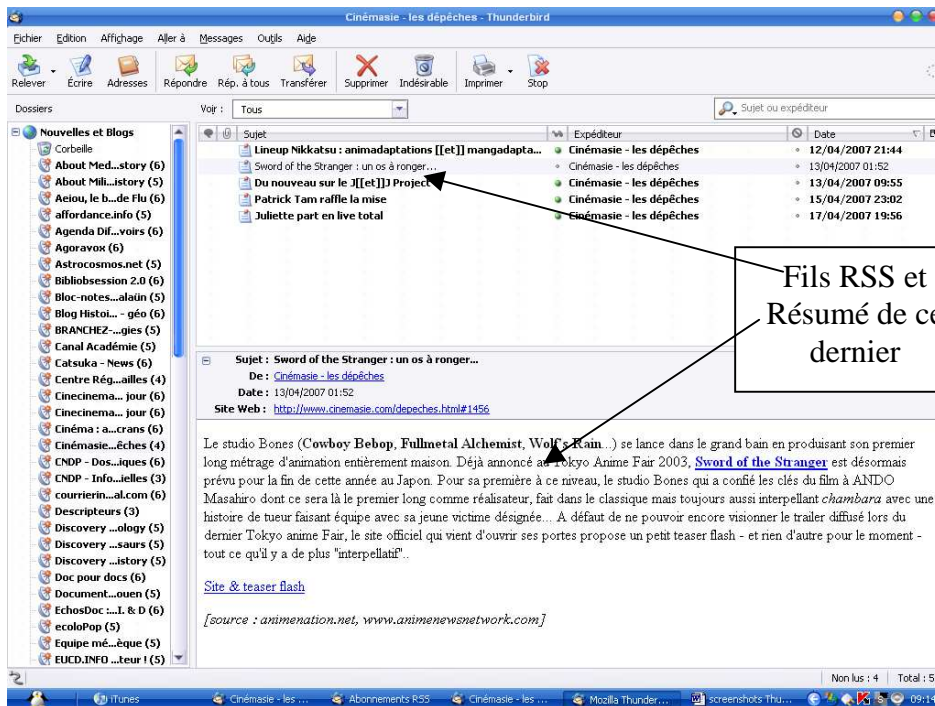 Cinémasie - les dépêches - Thunderbird
Fichier Edition Affichage Aller à Messages Outils Aide
Relever Écrire Adresses Répondre Rép. à tous Transférer Supprimer Indésirable Imprimer Stop
Dossiers Voir : Tous Sujet ou expéditeur
Sujet Expéditeur Date
Lineup Nikkatsu : animadaptations [[et]] mangadapta... Cinémasie - les dépêches 12/04/2007 21:44
Sword of the Stranger : un os à ronger... Cinémasie - les dépêches 13/04/2007 01:52
Du nouveau sur le J[[et]]J Project Cinémasie - les dépêches 13/04/2007 09:55
Patrick Tam raffle la mise Cinémasie - les dépêches 15/04/2007 23:02
Juliette part en live total Cinémasie - les dépêches 17/04/2007 19:56
Nouvelles et Blogs
Corbeille
About Med...story (6)
About Mili...istory (5)
Aeiou, le b...de Flu (6)
affordance.info (5)
Agenda Dif...voirs (6)
Agoravox (6)
Astrocosmos.net (5)
Bibliobsession 2.0 (6)
Bloc-notes...alaün (5)
Blog Histoi... - géo (6)
BRANCHEZ-...gies (5)
Canal Académie (5)
Catsuka - News (6)
Centre Rég...ailles (4)
Cinecinema... jour (6)
Cinecinema... jour (6)
Cinéma : a...crans (6)
Cinémasie...êches (4)
CNDP - Dos...iques (6)
CNDP - Info...ielles (3)
courrierin...al.com (6)
Descripteurs (3)
Discovery ...ology (5)
Discovery ...saurs (5)
Discovery ...istory (5)
Doc pour docs (6)
Document...ouen (5)
EchosDoc :...I. & D (6)
ecoloPop (5)
Equipe mé...èque (5)
EUCD.INFO ...teur ! (5)
Fils RSS et
Résumé de ce
dernier
Sujet : Sword of the Stranger : un os à ronger...
De : Cinémasie - les dépêches
Date : 13/04/2007 01:52
Site Web : http://www.cinemasie.com/depeches.html#1456
Le studio Bones (Cowboy Bebop, Fullmetal Alchemist, Wolf's Rain...) se lance dans le grand bain en produisant son premier
long métrage d'animation entièrement maison. Déjà annoncé au Tokyo Anime Fair 2003, Sword of the Stranger est désormais
prévu pour la fin de cette année au Japon. Pour sa première à ce niveau, le studio Bones qui a confié les clés du film à ANDO
Masahiro dont ce sera là le premier long comme réalisateur, fait dans le classique mais toujours aussi interpellant chambara avec une
histoire de tueur faisant équipe avec sa jeune victime désignée... A défaut de ne pouvoir encore visionner le trailer diffusé lors du
dernier Tokyo anime Fair, le site officiel qui vient d'ouvrir ses portes propose un petit teaser flash - et rien d'autre pour le moment -
tout ce qu'il y a de plus "interpellatif"..
Site & teaser flash
[source : animenation.net, www.animenewsnetwork.com]
Non lus : 4 Total : 5
iTunes Cinémasie - les ... Abonnements RSS Cinémasie - les ... Mozilla Thunder... screenshots Thu... 09:14